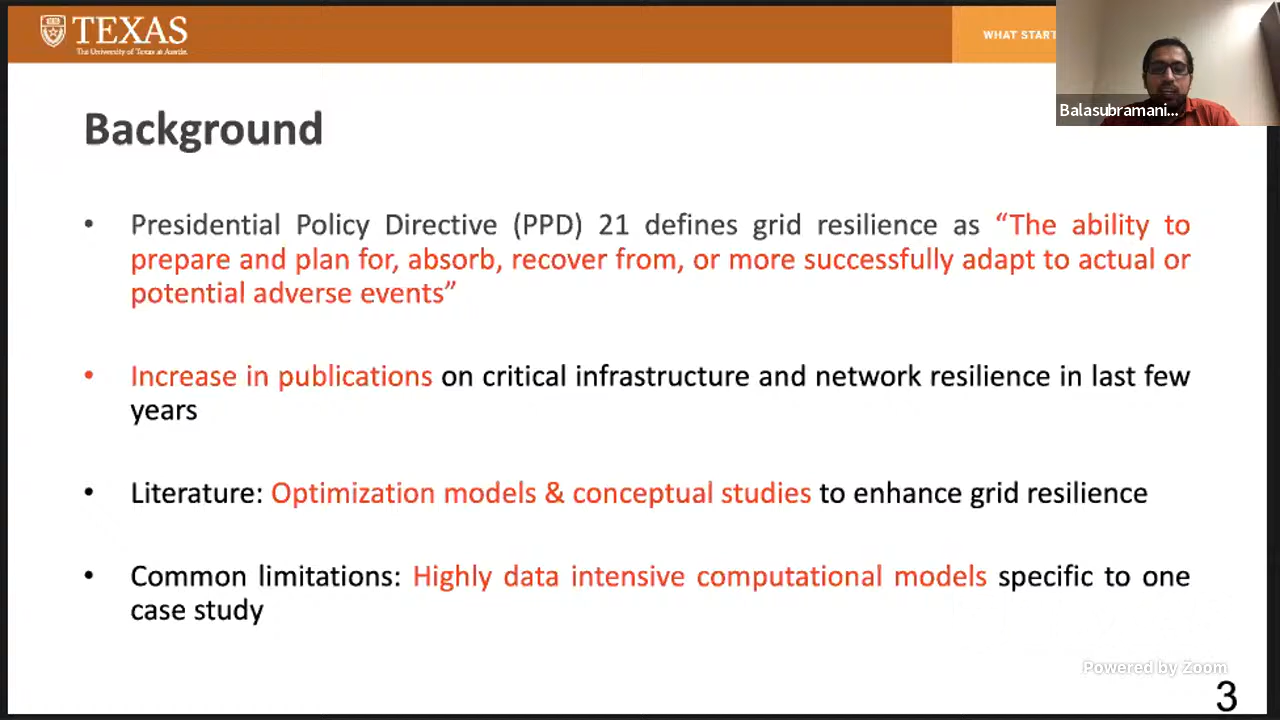 TEXAS
The University of Texas at Austin
WHAT START
Balasubramani...
Background
• Presidential Policy Directive (PPD) 21 defines grid resilience as “The ability to
prepare and plan for, absorb, recover from, or more successfully adapt to actual or
potential adverse events”
• Increase in publications on critical infrastructure and network resilience in last few
years
• Literature: Optimization models & conceptual studies to enhance grid resilience
• Common limitations: Highly data intensive computational models specific to one
case study
Powered by Zoom
3